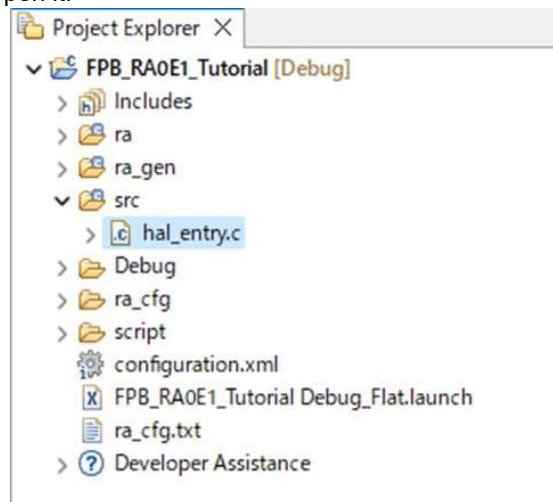 Project Explorer
FPB_RA0E1_Tutorial [Debug]
Includes
ra
ra_gen
src
hal_entry.c
Debug
ra_cfg
script
configuration.xml
FPB_RA0E1_Tutorial Debug_Flat.launch
ra_cfg.txt
Developer Assistance